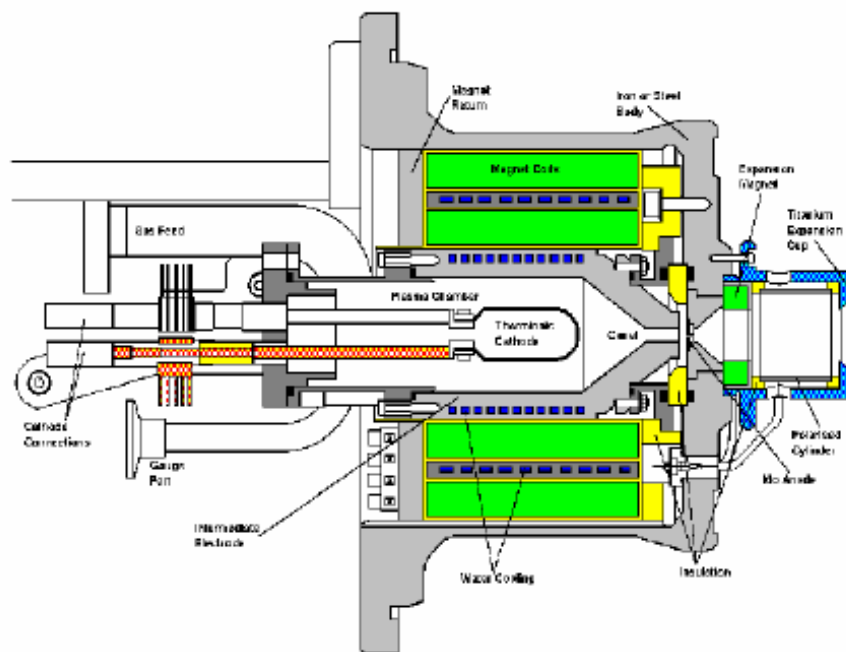 Magnet
Return
Iron or Steel
Body
Magnet Coils
Expansion
Magnet
Titanium
Expansion
Cup
Gas Feed
Plasma Chamber
Thermionic
Cathode
Canal
Cathode
Connections
Gauge
Port
Intermediate
Electrode
Water Cooling
Insulation
Mo Anode
Polarised
Cylinder